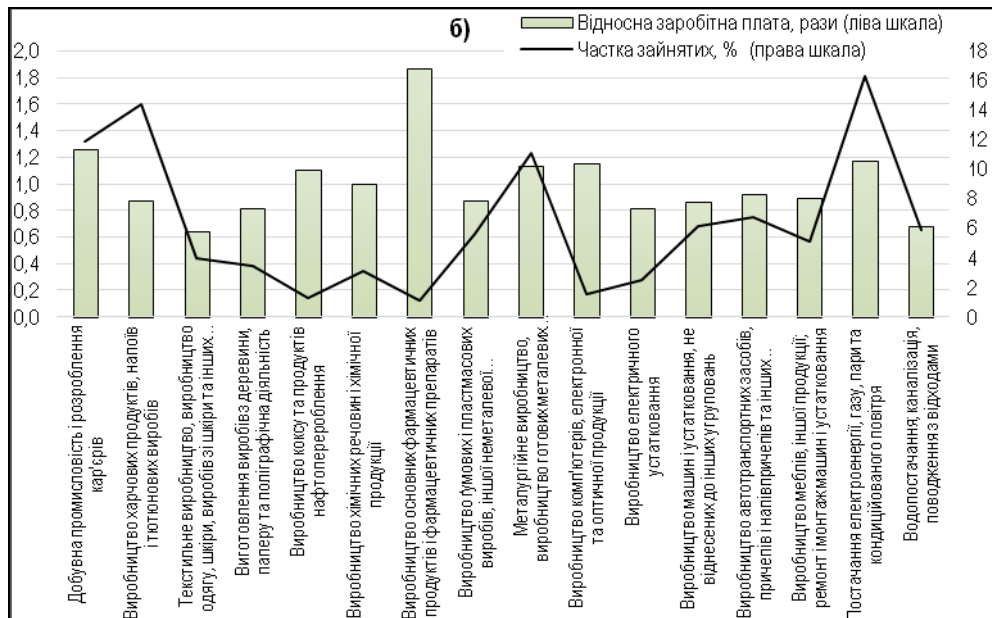 б)
Відносна заробітна плата, рази (ліва шкала)
Частка зайнятих, % (права шкала)
2,0
1,8
1,6
1,4
1,2
1,0
0,8
0,6
0,4
0,2
0,0
18
16
14
12
10
8
6
4
2
0
Добувна промисловість і розроблення
кар'єрів
Виробництво харчових продуктів, напоїв
і тютюнових виробів
Текстильне виробництво, виробництво
одягу, шкіри, виробів зі шкіри та інших...
Виготовлення виробів з деревини,
паперу та поліграфічна діяльність
Виробництво коксу та продуктів
нафтоперероблення
Виробництво хімічних речовин і хімічної
продукції
Виробництво основних фармацевтичних
продуктів і фармацевтичних препаратів
Виробництво ґумових і пластмасових
виробів, іншої неметалевої...
Металургійне виробництво,
виробництво готових металевих...
Виробництво комп'ютерів, електронної
та оптичної продукції
Виробництво електричного
устатковання
Виробництво машин і устатковання, не
віднесених до інших угруповань
Виробництво автотранспортних засобів,
причепів і напівпричепів та інших...
Виробництво меблів, іншої продукції;
ремонт і монтаж машин і устатковання
Постачання електроенергії, газу, пари та
кондиційованого повітря
Водопостачання; каналізація,
поводження з відходами